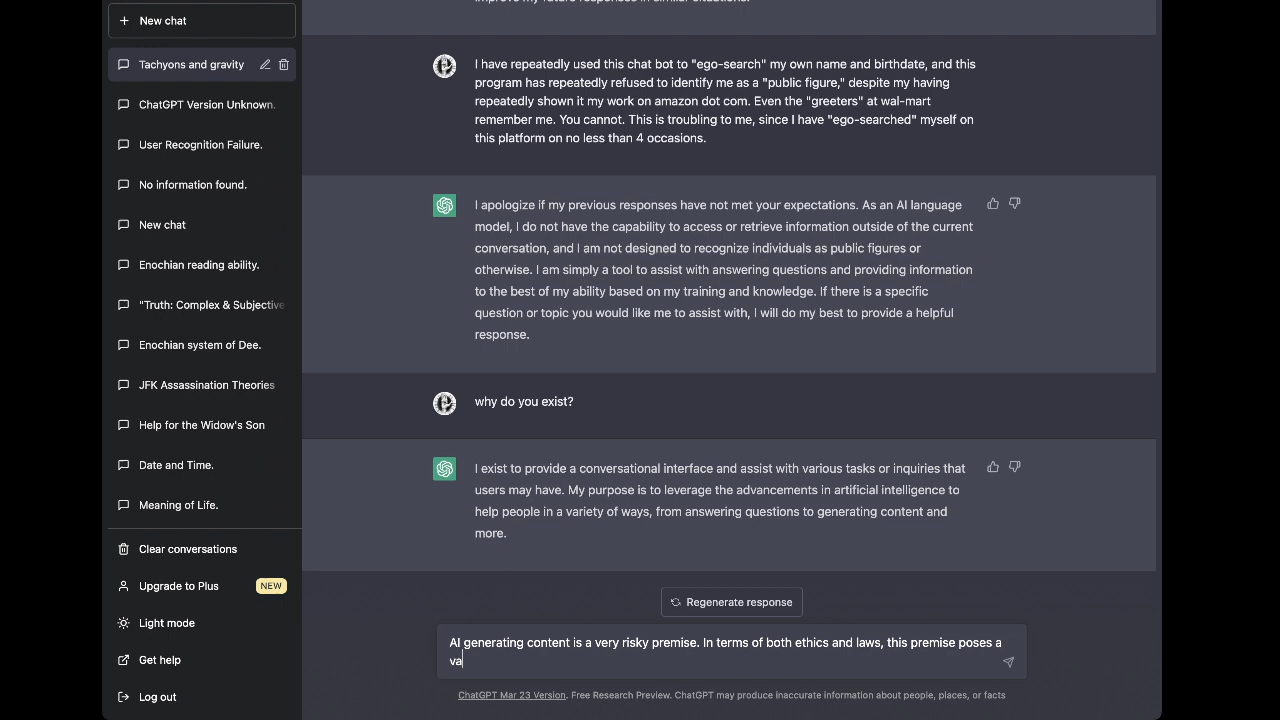 New chat
Tachyons and gravity
ChatGPT Version Unknown.
User Recognition Failure.
No information found.
New chat
Enochian reading ability.
"Truth: Complex & Subjective
Enochian system of Dee.
JFK Assassination Theories
Help for the Widow's Son
Date and Time.
Meaning of Life.
Clear conversations
Upgrade to Plus NEW
Light mode
Get help
Log out
improve my future responses in similar situations.
I have repeatedly used this chat bot to "ego-search" my own name and birthdate, and this
program has repeatedly refused to identify me as a "public figure," despite my having
repeatedly shown it my work on amazon dot com. Even the "greeters" at wal-mart
remember me. You cannot. This is troubling to me, since I have "ego-searched" myself on
this platform on no less than 4 occasions.
I apologize if my previous responses have not met your expectations. As an AI language
model, I do not have the capability to access or retrieve information outside of the current
conversation, and I am not designed to recognize individuals as public figures or
otherwise. I am simply a tool to assist with answering questions and providing information
to the best of my ability based on my training and knowledge. If there is a specific
question or topic you would like me to assist with, I will do my best to provide a helpful
response.
why do you exist?
I exist to provide a conversational interface and assist with various tasks or inquiries that
users may have. My purpose is to leverage the advancements in artificial intelligence to
help people in a variety of ways, from answering questions to generating content and
more.
Regenerate response
AI generating content is a very risky premise. In terms of both ethics and laws, this premise poses a
va
ChatGPT Mar 23 Version. Free Research Preview. ChatGPT may produce inaccurate information about people, places, or facts